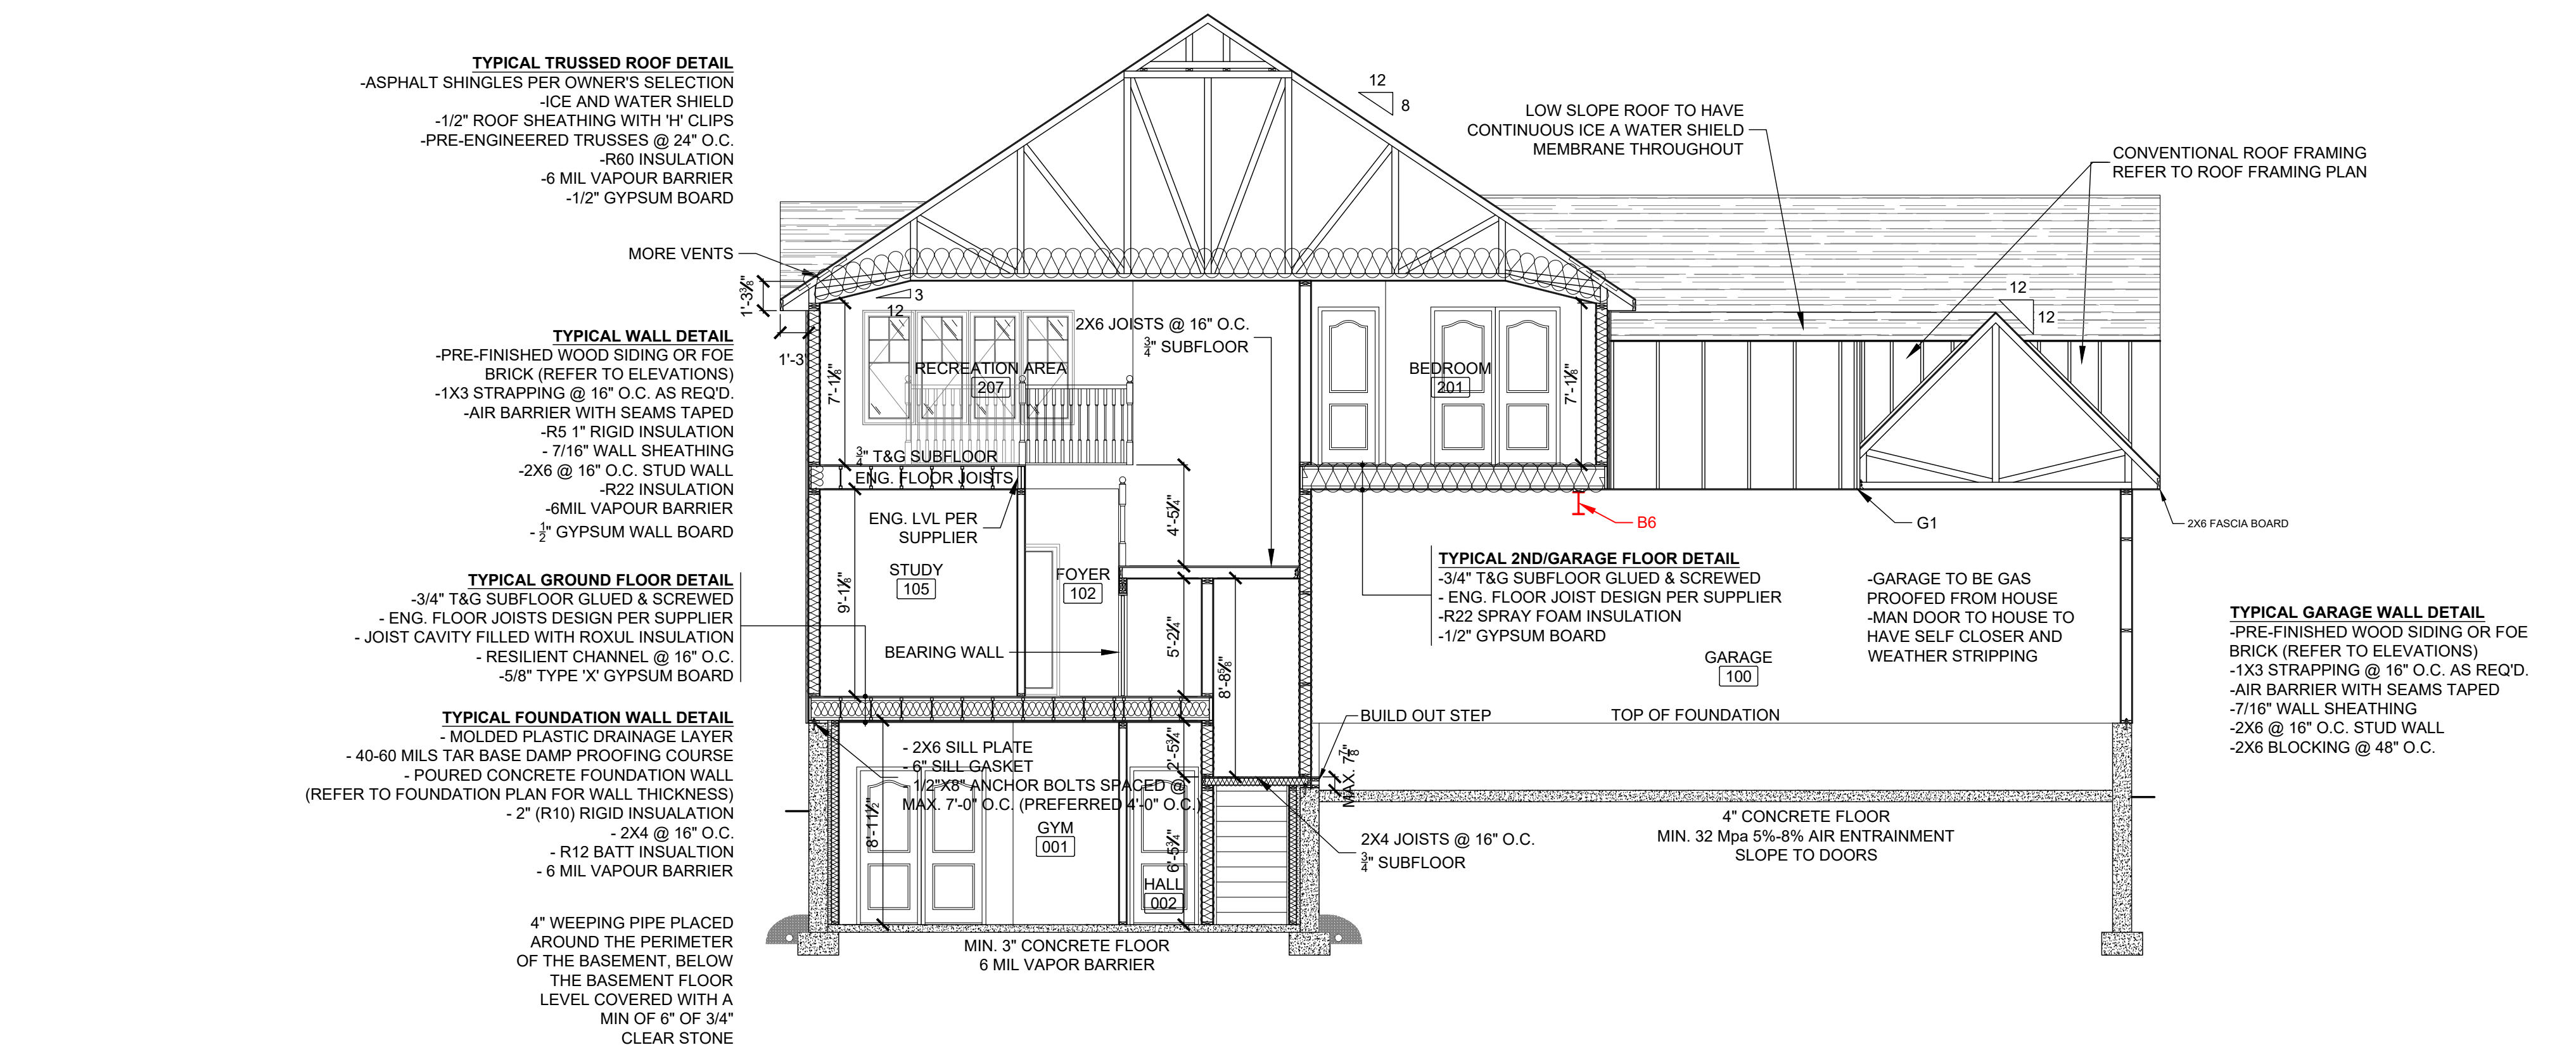 TYPICAL TRUSSED ROOF DETAIL
-ASPHALT SHINGLES PER OWNER'S SELECTION
-ICE AND WATER SHIELD
-1/2" ROOF SHEATHING WITH 'H' CLIPS
-PRE-ENGINEERED TRUSSES @ 24" O.C.
-R60 INSULATION
-6 MIL VAPOUR BARRIER
-1/2" GYPSUM BOARD
MORE VENTS
1'-3⅜"
1'-3"
TYPICAL WALL DETAIL
-PRE-FINISHED WOOD SIDING OR FOE
BRICK (REFER TO ELEVATIONS)
-1X3 STRAPPING @ 16" O.C. AS REQ'D.
-AIR BARRIER WITH SEAMS TAPED
-R5 1" RIGID INSULATION
- 7/16" WALL SHEATHING
-2X6 @ 16" O.C. STUD WALL
-R22 INSULATION
-6MIL VAPOUR BARRIER
- ½" GYPSUM WALL BOARD
TYPICAL GROUND FLOOR DETAIL
-3/4" T&G SUBFLOOR GLUED & SCREWED
- ENG. FLOOR JOISTS DESIGN PER SUPPLIER
- JOIST CAVITY FILLED WITH ROXUL INSULATION
- RESILIENT CHANNEL @ 16" O.C.
-5/8" TYPE 'X' GYPSUM BOARD
TYPICAL FOUNDATION WALL DETAIL
- MOLDED PLASTIC DRAINAGE LAYER
- 40-60 MILS TAR BASE DAMP PROOFING COURSE
- POURED CONCRETE FOUNDATION WALL
(REFER TO FOUNDATION PLAN FOR WALL THICKNESS)
- 2" (R10) RIGID INSUALATION
- 2X4 @ 16" O.C.
- R12 BATT INSUALTION
- 6 MIL VAPOUR BARRIER
4" WEEPING PIPE PLACED
AROUND THE PERIMETER
OF THE BASEMENT, BELOW
THE BASEMENT FLOOR
LEVEL COVERED WITH A
MIN OF 6" OF 3/4"
CLEAR STONE
12
8
3
12
2X6 JOISTS @ 16" O.C.
¾" SUBFLOOR
RECREATION AREA
207
7'-1⅛"
BEDROOM
201
7'-1⅛"
¾" T&G SUBFLOOR
ENG. FLOOR JOISTS
ENG. LVL PER
SUPPLIER
4'-5¼"
STUDY
105
9'-1⅛"
FOYER
102
BEARING WALL
5'-2¼"
8'-8⅝"
- 2X6 SILL PLATE
- 6" SILL GASKET
- 1/2"X8" ANCHOR BOLTS SPACED @
MAX. 7'-0" O.C. (PREFERRED 4'-0" O.C.)
2'-5¾"
8'-1½"
GYM
001
6'-5¾"
HALL
002
MIN. 3" CONCRETE FLOOR
6 MIL VAPOR BARRIER
LOW SLOPE ROOF TO HAVE
CONTINUOUS ICE A WATER SHIELD
MEMBRANE THROUGHOUT
CONVENTIONAL ROOF FRAMING
REFER TO ROOF FRAMING PLAN
12
12
B6
G1
2X6 FASCIA BOARD
TYPICAL 2ND/GARAGE FLOOR DETAIL
-3/4" T&G SUBFLOOR GLUED & SCREWED
- ENG. FLOOR JOIST DESIGN PER SUPPLIER
-R22 SPRAY FOAM INSULATION
-1/2" GYPSUM BOARD
-GARAGE TO BE GAS
PROOFED FROM HOUSE
-MAN DOOR TO HOUSE TO
HAVE SELF CLOSER AND
WEATHER STRIPPING
GARAGE
100
BUILD OUT STEP
TOP OF FOUNDATION
MAX. 7⅞"
2X4 JOISTS @ 16" O.C.
¾" SUBFLOOR
4" CONCRETE FLOOR
MIN. 32 Mpa 5%-8% AIR ENTRAINMENT
SLOPE TO DOORS
TYPICAL GARAGE WALL DETAIL
-PRE-FINISHED WOOD SIDING OR FOE
BRICK (REFER TO ELEVATIONS)
-1X3 STRAPPING @ 16" O.C. AS REQ'D.
-AIR BARRIER WITH SEAMS TAPED
-7/16" WALL SHEATHING
-2X6 @ 16" O.C. STUD WALL
-2X6 BLOCKING @ 48" O.C.